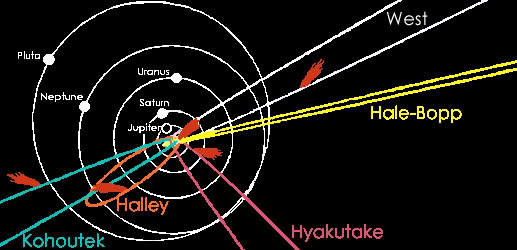 West
Pluto
Uranus
Neptune
Saturn
Hale-Bopp
Jupiter
Halley
Hyakutake
Kohoutek